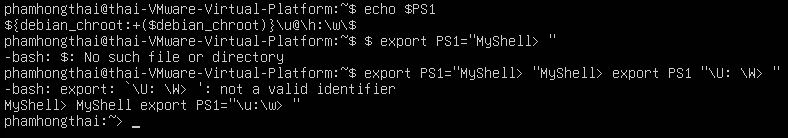 phamhongthai@thai-VMware-Virtual-Platform:~$ echo $PS1
${debian_chroot:+($debian_chroot)}\u@\h:\w\$
phamhongthai@thai-VMware-Virtual-Platform:~$ $ export PS1="MyShell> "
-bash: $: No such file or directory
phamhongthai@thai-VMware-Virtual-Platform:~$ export PS1="MyShell> "MyShell> export PS1 "\U: \W> "
-bash: export: `\U: \W> ': not a valid identifier
MyShell> MyShell export PS1="\u:\w> "
phamhongthai:~> _